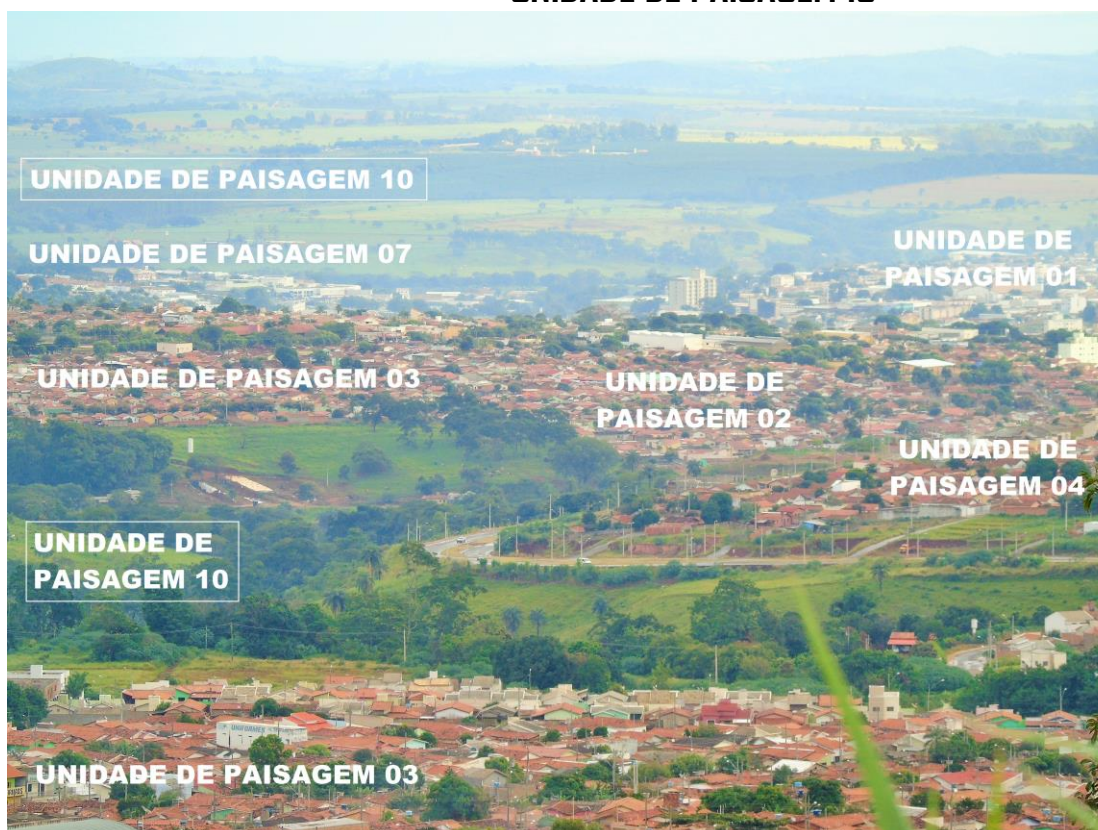 UNIDADE DE PAISAGEM 10
UNIDADE DE PAISAGEM 07
UNIDADE DE
PAISAGEM 01
UNIDADE DE PAISAGEM 03
UNIDADE DE
PAISAGEM 02
UNIDADE DE
PAISAGEM 04
UNIDADE DE
PAISAGEM 10
UNIDADE DE PAISAGEM 03